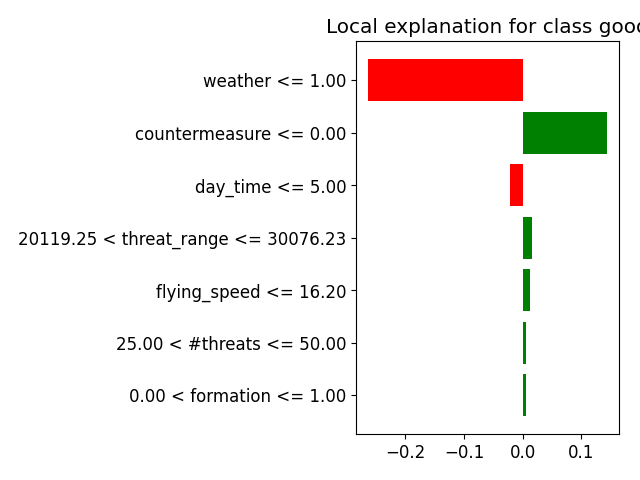 Local explanation for class good
weather <= 1.00
countermeasure <= 0.00
day_time <= 5.00
20119.25 < threat_range <= 30076.23
flying_speed <= 16.20
25.00 < #threats <= 50.00
0.00 < formation <= 1.00
−0.2 −0.1 0.0 0.1